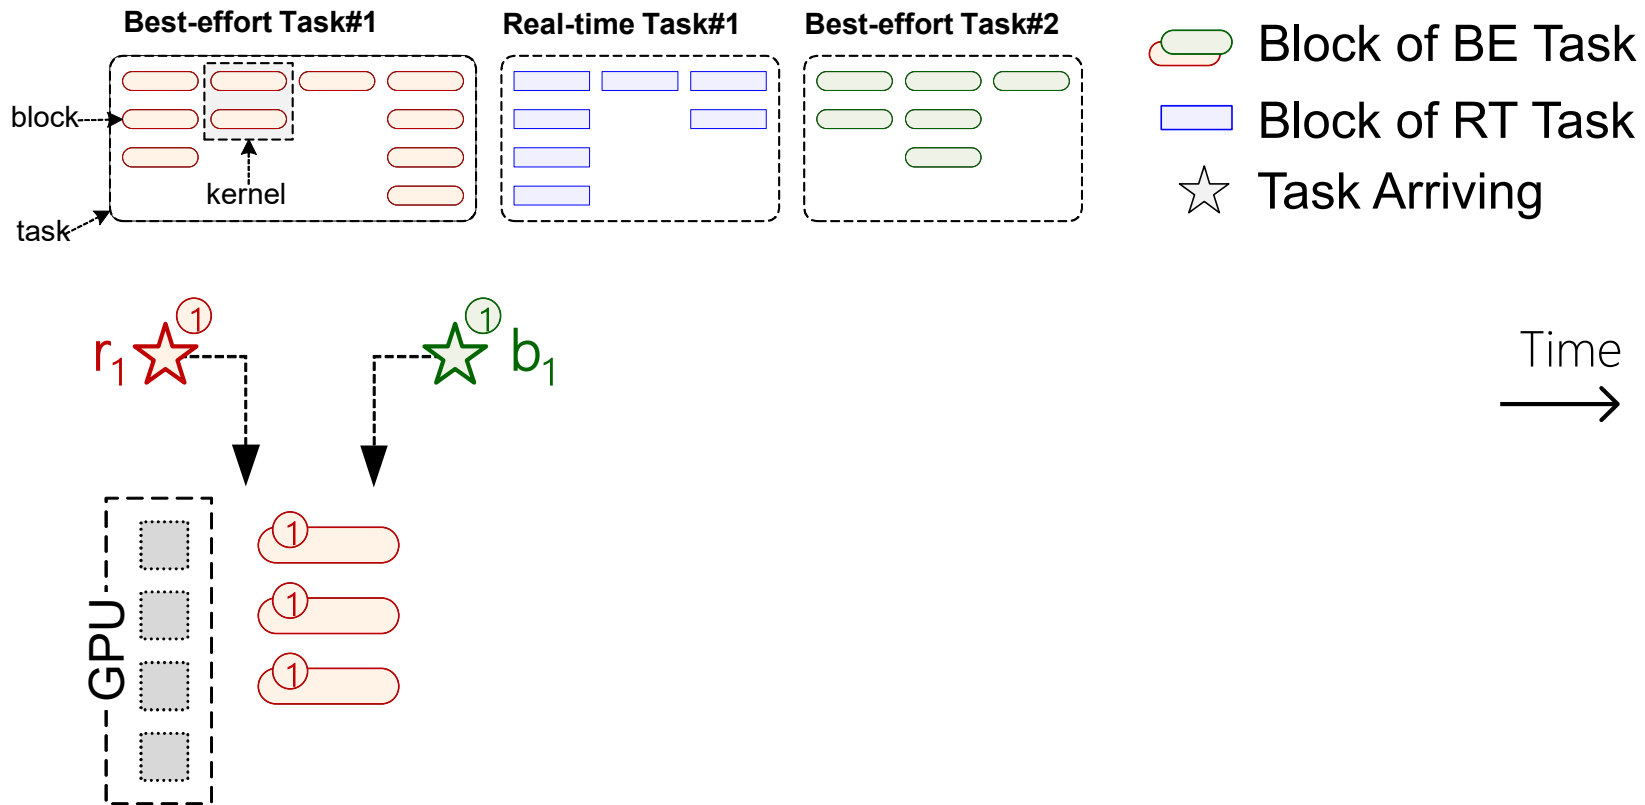 Best-effort Task#1
Real-time Task#1
Best-effort Task#2
Block of BE Task
block
Block of RT Task
kernel
Task Arriving
task
1
1
r1
b1
Time
1
GPU
1
1